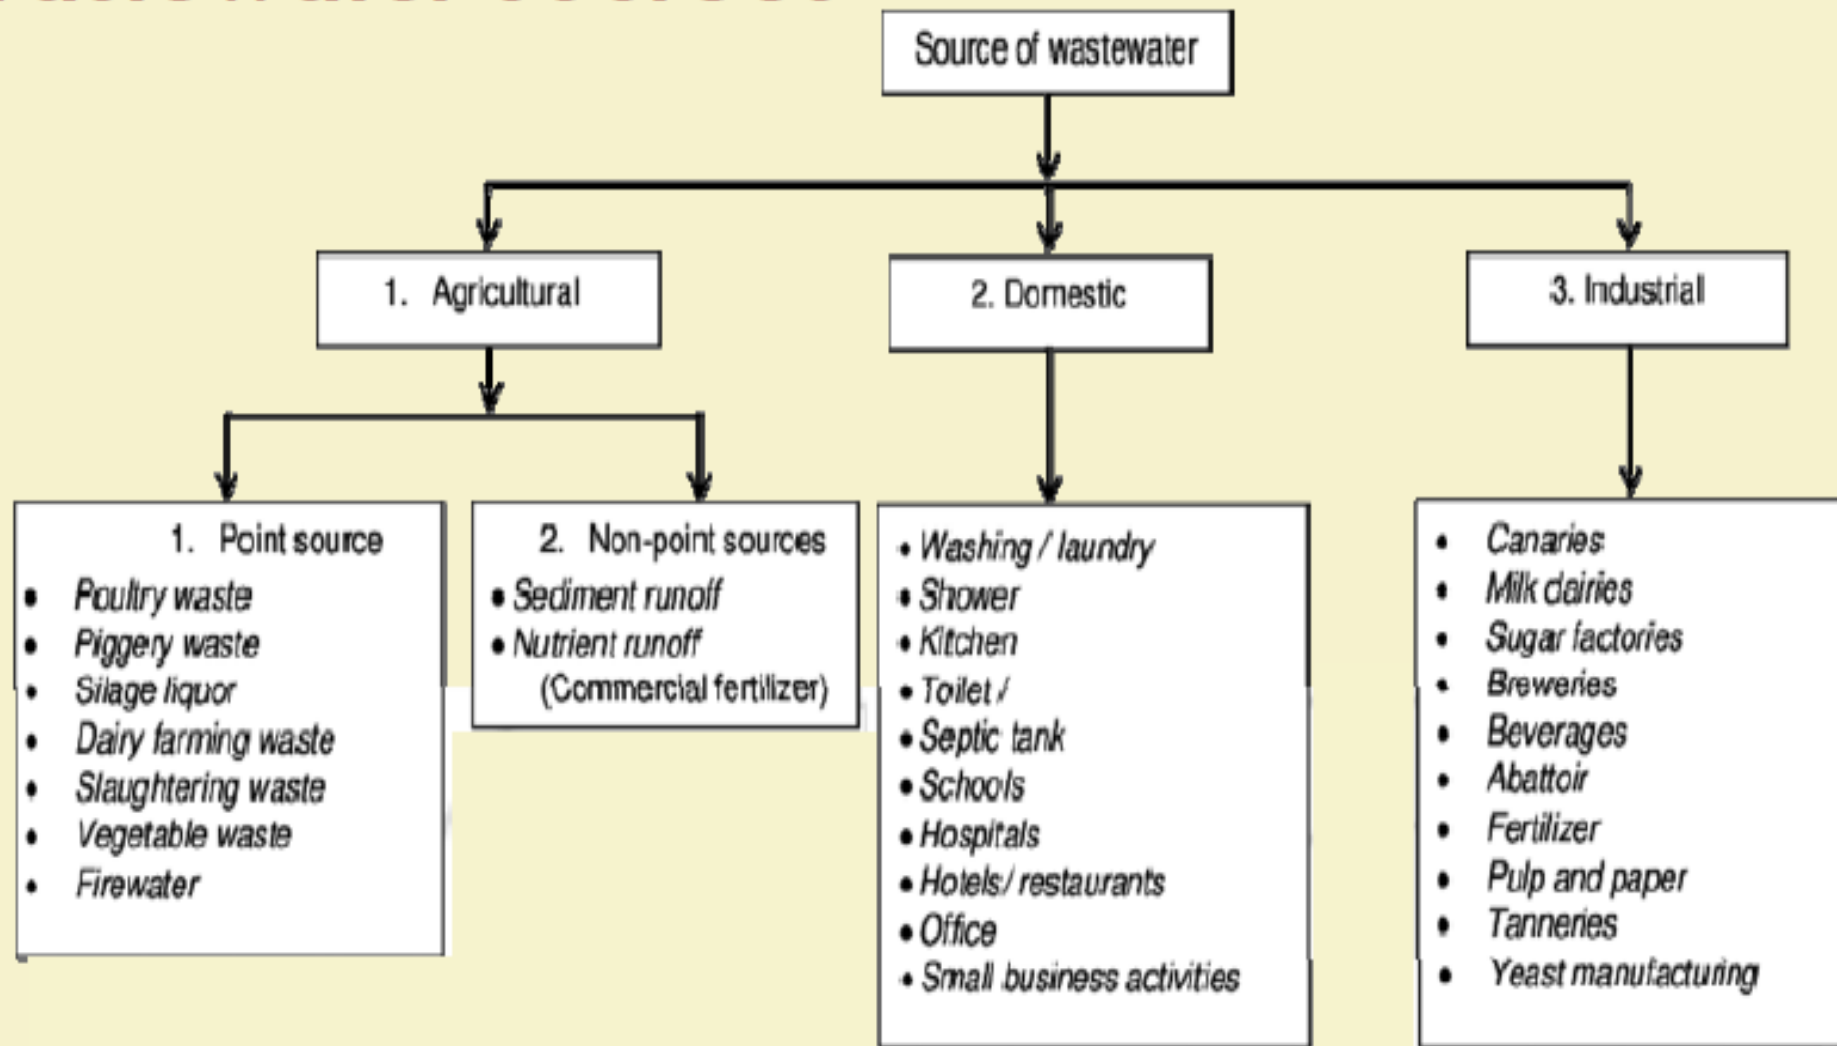 Source of wastewater
1. Agricultural
2. Domestic
3. Industrial
1. Point source
• Poultry waste
• Piggery waste
• Silage liquor
• Dairy farming waste
• Slaughtering waste
• Vegetable waste
• Firewater
2. Non-point sources
• Sediment runoff
• Nutrient runoff
(Commercial fertilizer)
• Washing / laundry
• Shower
• Kitchen
• Toilet /
• Septic tank
• Schools
• Hospitals
• Hotels/ restaurants
• Office
• Small business activities
• Canaries
• Milk dairies
• Sugar factories
• Breweries
• Beverages
• Abattoir
• Fertilizer
• Pulp and paper
• Tanneries
• Yeast manufacturing